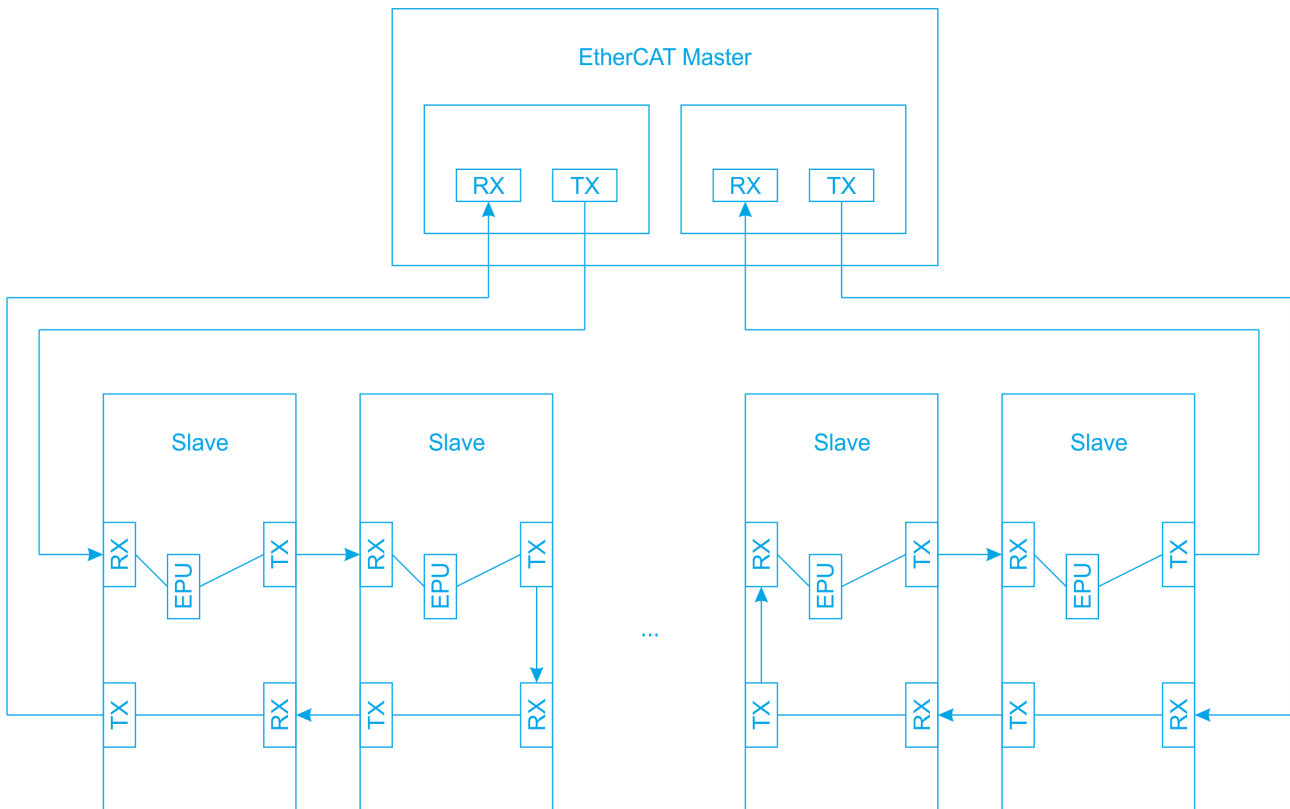 EtherCAT Master
RX TX RX TX
Slave Slave Slave Slave
RX EPU TX RX EPU TX RX EPU TX RX EPU TX
...
TX RX TX RX TX RX TX RX